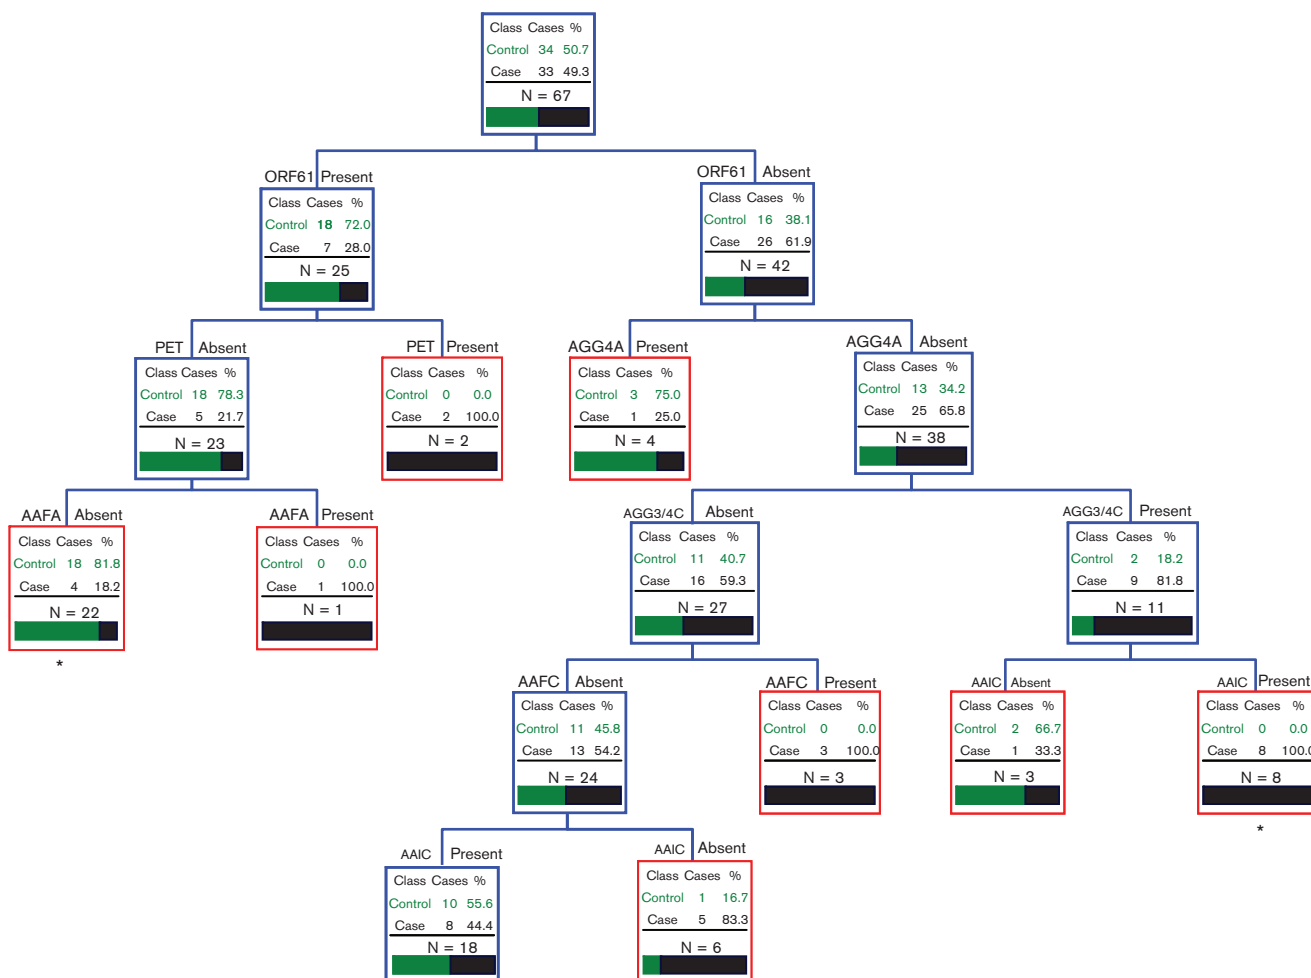 Class Cases %
Control 34 50.7
Case 33 49.3
N = 67
ORF61 Present
Class Cases %
Control 18 72.0
Case 7 28.0
N = 25
ORF61 Absent
Class Cases %
Control 16 38.1
Case 26 61.9
N = 42
PET Absent
Class Cases %
Control 18 78.3
Case 5 21.7
N = 23
PET Present
Class Cases %
Control 0 0.0
Case 2 100.0
N = 2
AGG4A Present
Class Cases %
Control 3 75.0
Case 1 25.0
N = 4
AGG4A Absent
Class Cases %
Control 13 34.2
Case 25 65.8
N = 38
AAFA Absent
Class Cases %
Control 18 81.8
Case 4 18.2
N = 22
*
AAFA Present
Class Cases %
Control 0 0.0
Case 1 100.0
N = 1
AGG3/4C Absent
Class Cases %
Control 11 40.7
Case 16 59.3
N = 27
AGG3/4C Present
Class Cases %
Control 2 18.2
Case 9 81.8
N = 11
AAFC Absent
Class Cases %
Control 11 45.8
Case 13 54.2
N = 24
AAFC Present
Class Cases %
Control 0 0.0
Case 3 100.0
N = 3
AAIC Absent
Class Cases %
Control 2 66.7
Case 1 33.3
N = 3
AAIC Present
Class Cases %
Control 0 0.0
Case 8 100.0
N = 8
*
AAIC Present
Class Cases %
Control 10 55.6
Case 8 44.4
N = 18
AAIC Absent
Class Cases %
Control 1 16.7
Case 5 83.3
N = 6